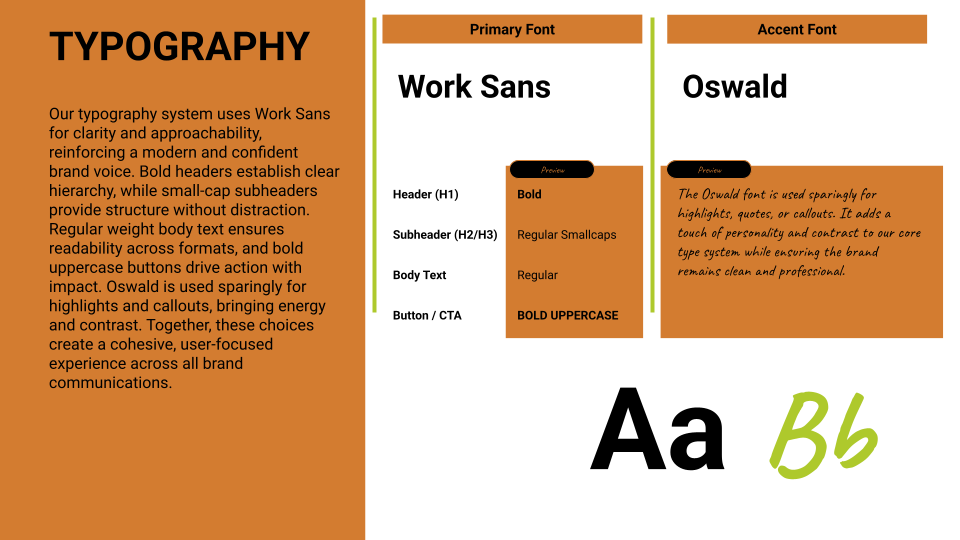 TYPOGRAPHY
Our typography system uses Work Sans
for clarity and approachability,
reinforcing a modern and confident
brand voice. Bold headers establish clear
hierarchy, while small-cap subheaders
provide structure without distraction.
Regular weight body text ensures
readability across formats, and bold
uppercase buttons drive action with
impact. Oswald is used sparingly for
highlights and callouts, bringing energy
and contrast. Together, these choices
create a cohesive, user-focused
experience across all brand
communications.
Primary Font
Work Sans
Preview
Header (H1) Bold
Subheader (H2/H3) Regular Smallcaps
Body Text Regular
Button / CTA BOLD UPPERCASE
Accent Font
Oswald
Preview
The Oswald font is used sparingly for
highlights, quotes, or callouts. It adds a
touch of personality and contrast to our core
type system while ensuring the brand
remains clean and professional.
Aa Bb